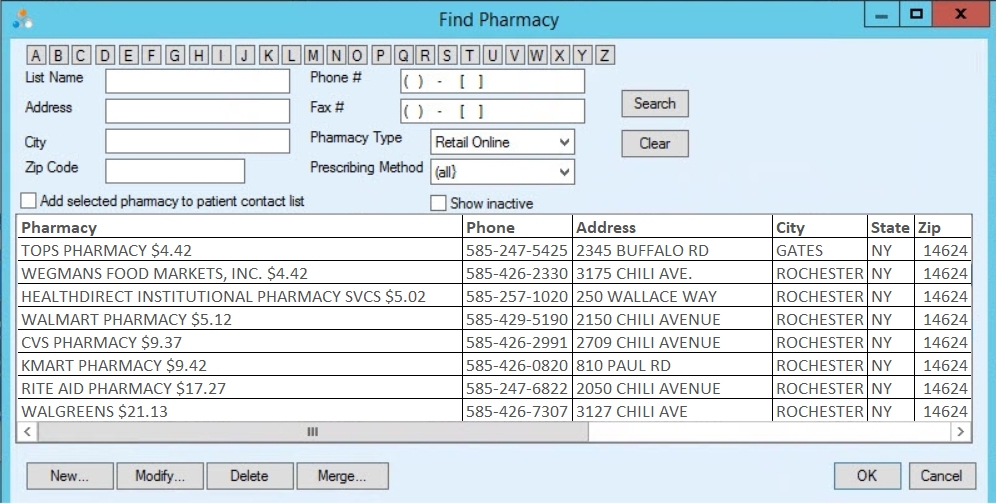 Find Pharmacy
A B C D E F G H I J K L M N O P Q R S T U V W X Y Z
List Name Phone # ( ) - [ ]
Address Fax # ( ) - [ ] Search
City Pharmacy Type Retail Online Clear
Zip Code Prescribing Method (all}
Add selected pharmacy to patient contact list Show inactive
Pharmacy Phone Address City State Zip
TOPS PHARMACY $4.42 585-247-5425 2345 BUFFALO RD GATES NY 14624
WEGMANS FOOD MARKETS, INC. $4.42 585-426-2330 3175 CHILI AVE. ROCHESTER NY 14624
HEALTHDIRECT INSTITUTIONAL PHARMACY SVCS $5.02 585-257-1020 250 WALLACE WAY ROCHESTER NY 14624
WALMART PHARMACY $5.12 585-429-5190 2150 CHILI AVENUE ROCHESTER NY 14624
CVS PHARMACY $9.37 585-426-2991 2709 CHILI AVENUE ROCHESTER NY 14624
KMART PHARMACY $9.42 585-426-0820 810 PAUL RD ROCHESTER NY 14624
RITE AID PHARMACY $17.27 585-247-6822 2050 CHILI AVENUE ROCHESTER NY 14624
WALGREENS $21.13 585-426-7307 3127 CHILI AVE ROCHESTER NY 14624
New... Modify... Delete Merge... OK Cancel